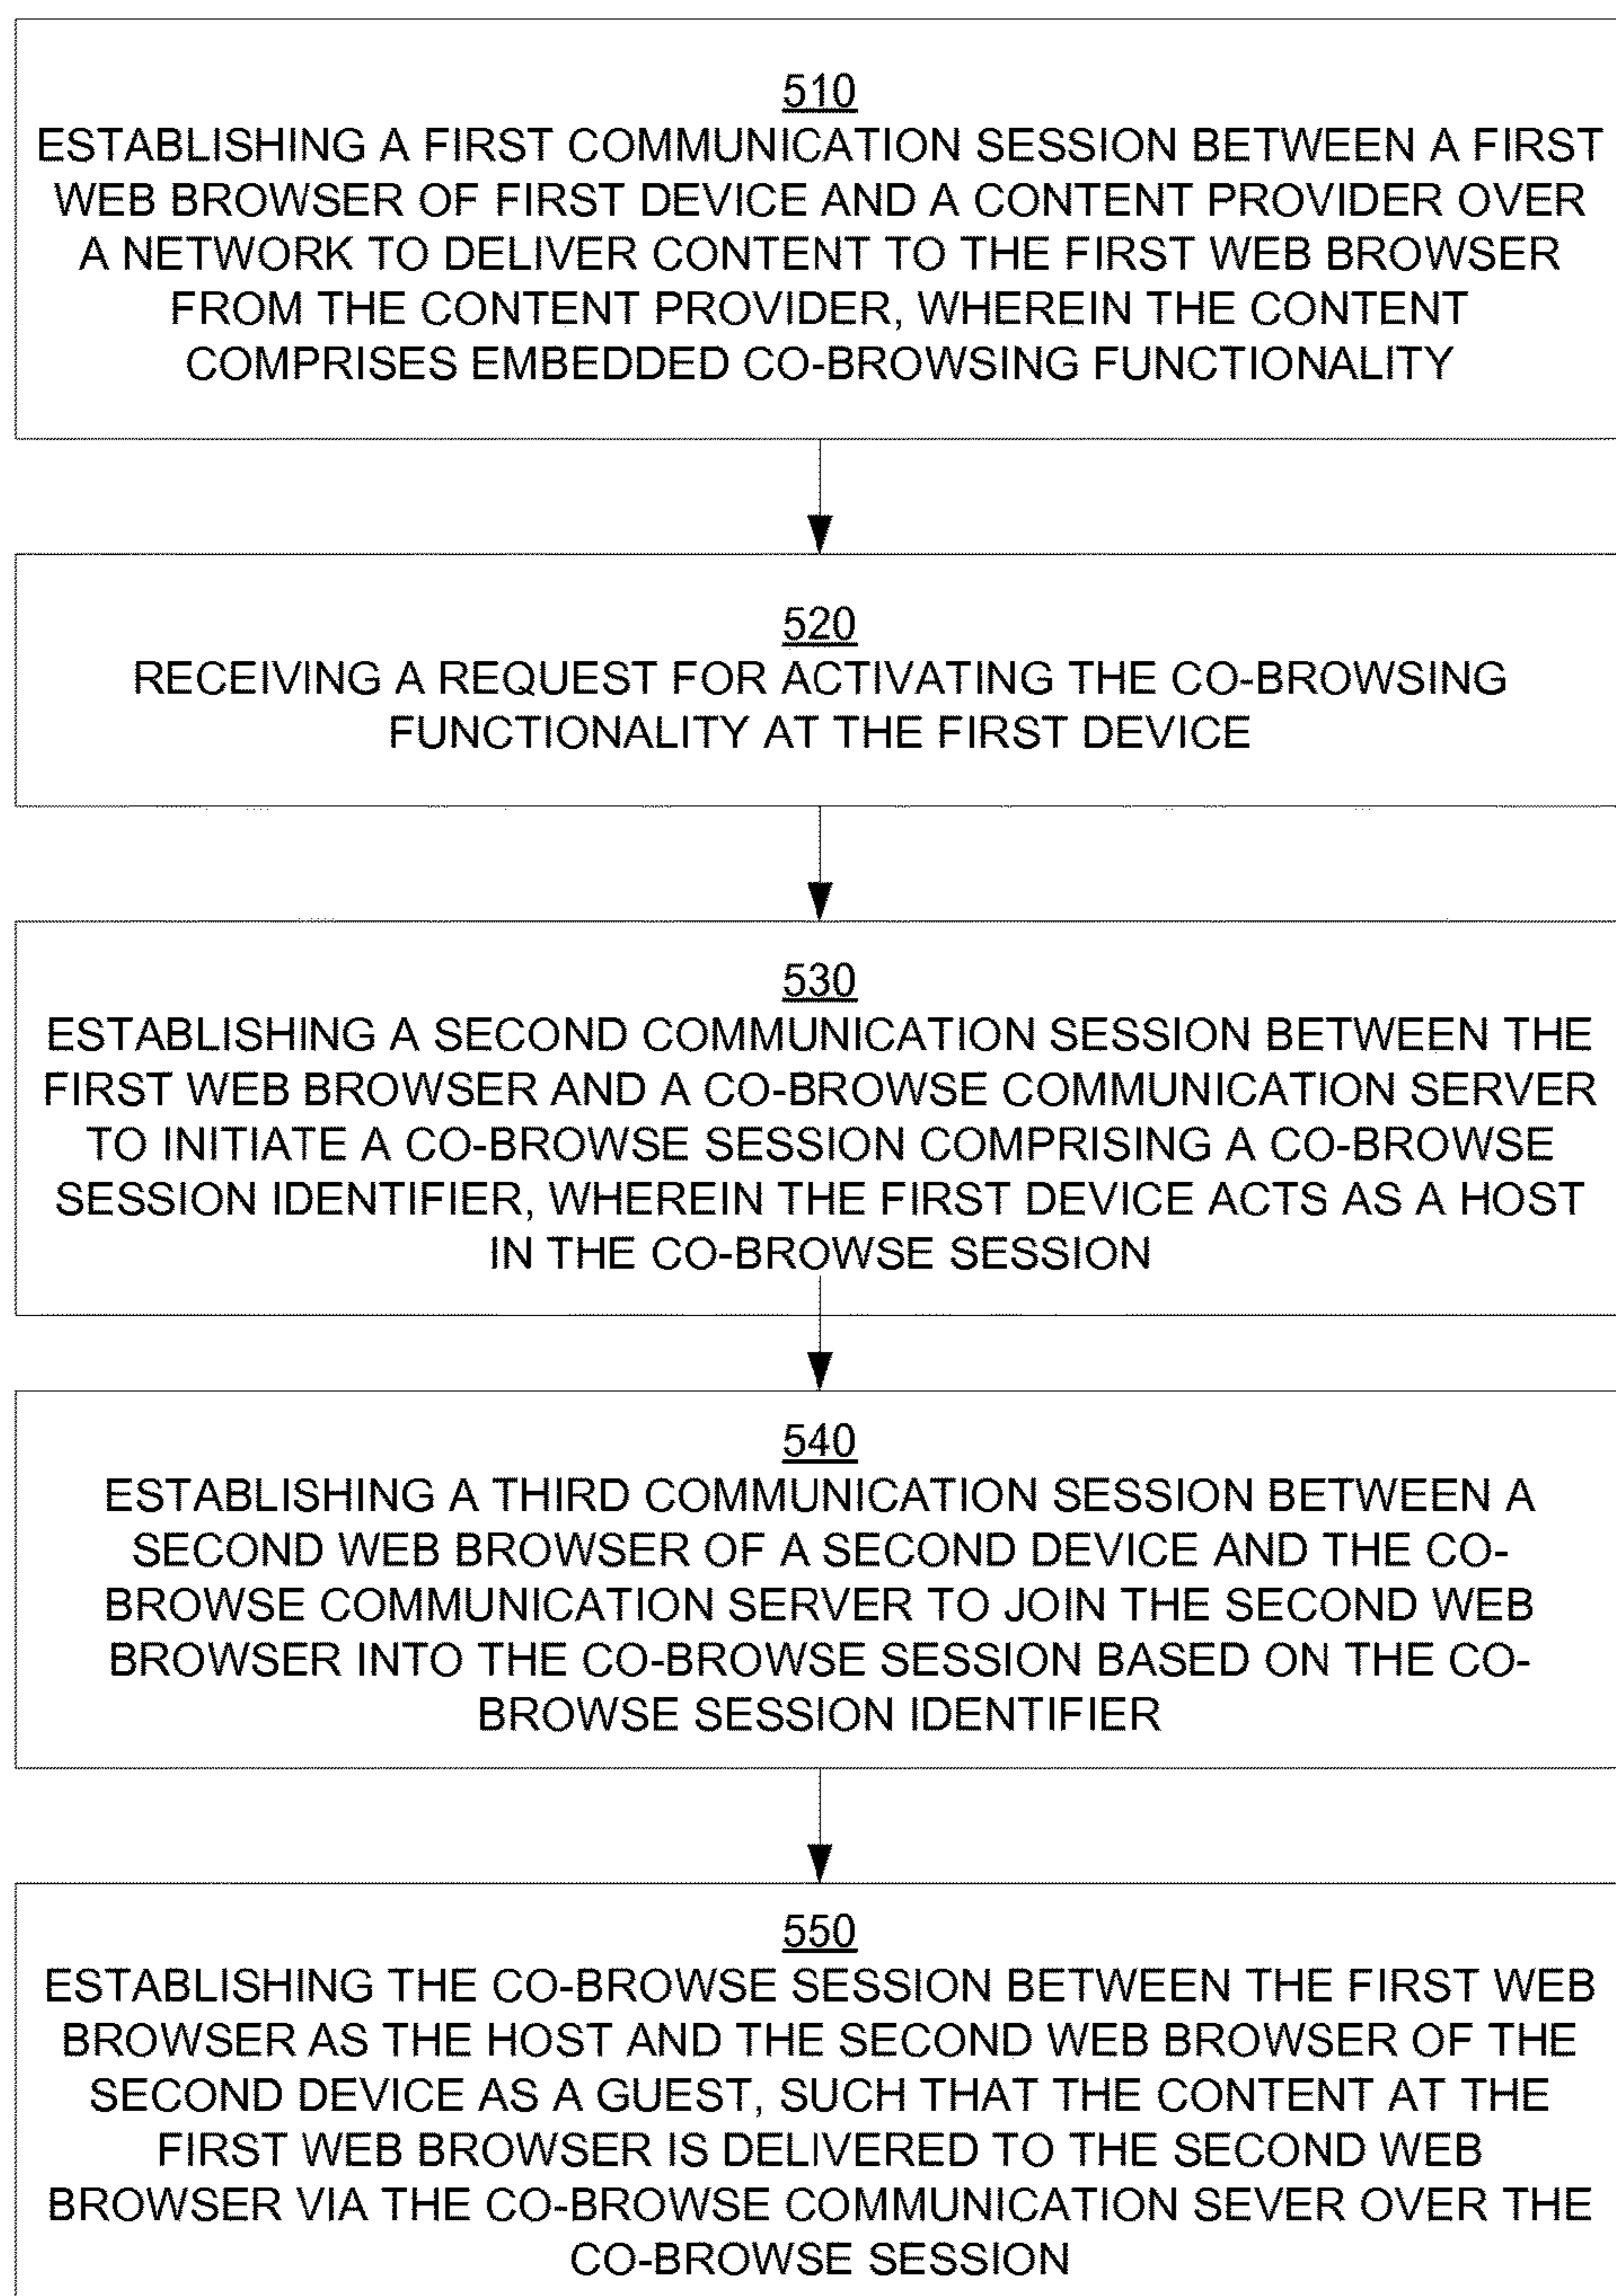 510
ESTABLISHING A FIRST COMMUNICATION SESSION BETWEEN A FIRST
WEB BROWSER OF FIRST DEVICE AND A CONTENT PROVIDER OVER
A NETWORK TO DELIVER CONTENT TO THE FIRST WEB BROWSER
FROM THE CONTENT PROVIDER, WHEREIN THE CONTENT
COMPRISES EMBEDDED CO-BROWSING FUNCTIONALITY
520
RECEIVING A REQUEST FOR ACTIVATING THE CO-BROWSING
FUNCTIONALITY AT THE FIRST DEVICE
530
ESTABLISHING A SECOND COMMUNICATION SESSION BETWEEN THE
FIRST WEB BROWSER AND A CO-BROWSE COMMUNICATION SERVER
TO INITIATE A CO-BROWSE SESSION COMPRISING A CO-BROWSE
SESSION IDENTIFIER, WHEREIN THE FIRST DEVICE ACTS AS A HOST
IN THE CO-BROWSE SESSION
540
ESTABLISHING A THIRD COMMUNICATION SESSION BETWEEN A
SECOND WEB BROWSER OF A SECOND DEVICE AND THE CO-
BROWSE COMMUNICATION SERVER TO JOIN THE SECOND WEB
BROWSER INTO THE CO-BROWSE SESSION BASED ON THE CO-
BROWSE SESSION IDENTIFIER
550
ESTABLISHING THE CO-BROWSE SESSION BETWEEN THE FIRST WEB
BROWSER AS THE HOST AND THE SECOND WEB BROWSER OF THE
SECOND DEVICE AS A GUEST, SUCH THAT THE CONTENT AT THE
FIRST WEB BROWSER IS DELIVERED TO THE SECOND WEB
BROWSER VIA THE CO-BROWSE COMMUNICATION SEVER OVER THE
CO-BROWSE SESSION